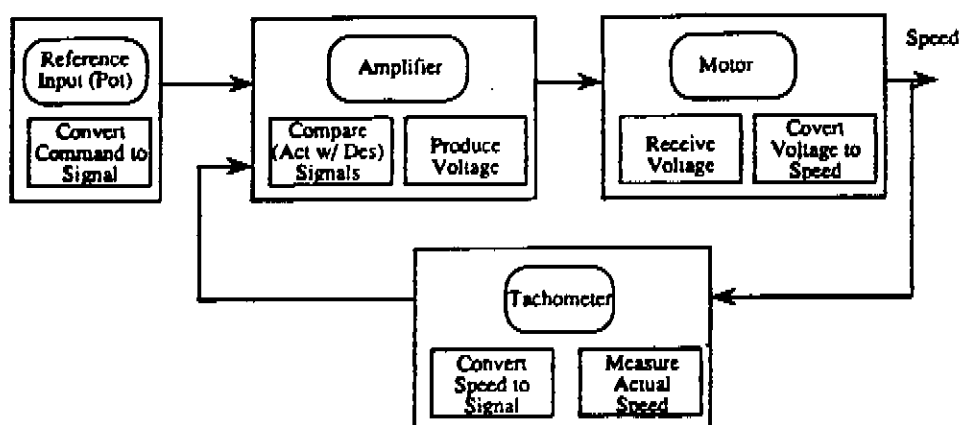 Speed
Reference
Input (Pot)
Convert
Command to
Signal
Amplifier
Compare
(Act w/ Des)
Signals
Produce
Voltage
Motor
Receive
Voltage
Covert
Voltage to
Speed
Tachometer
Convert
Speed to
Signal
Measure
Actual
Speed